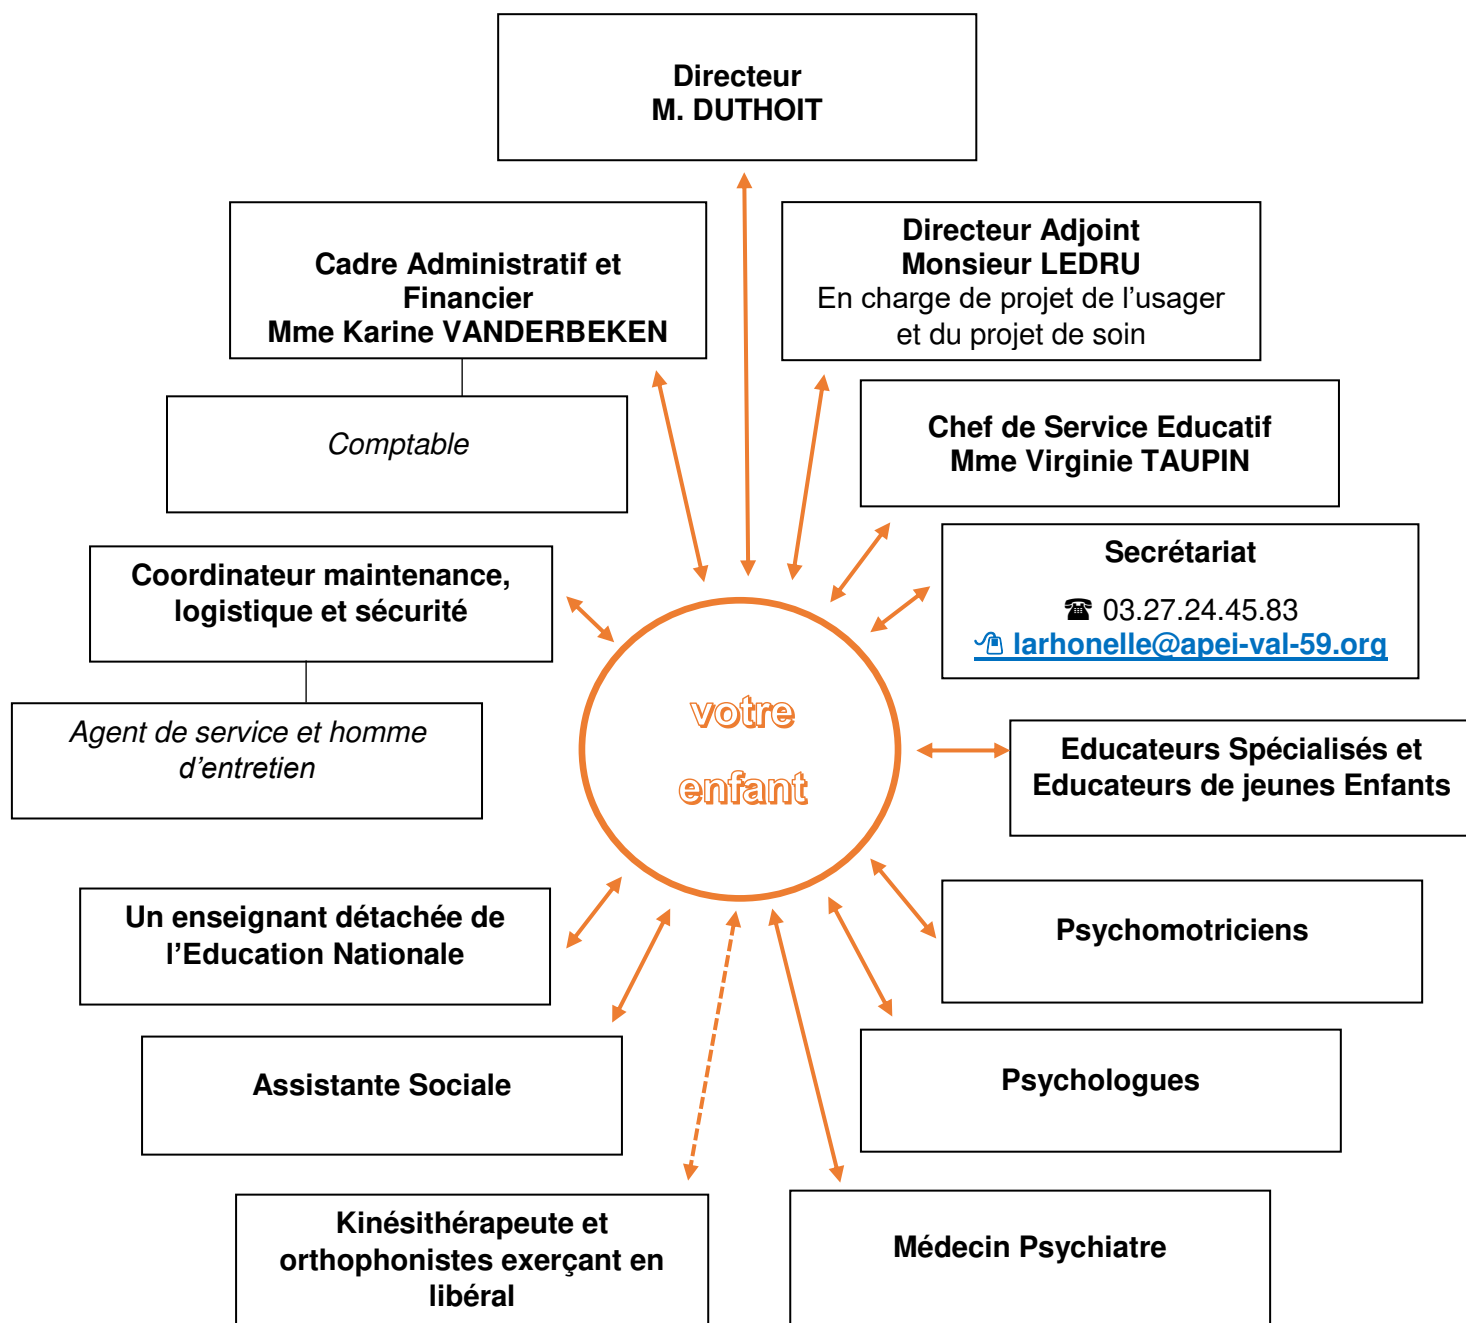 Directeur
M. DUTHOIT
Cadre Administratif et
Financier
Mme Karine VANDERBEKEN
Directeur Adjoint
Monsieur LEDRU
En charge de projet de l’usager
et du projet de soin
Comptable
Chef de Service Educatif
Mme Virginie TAUPIN
Coordinateur maintenance,
logistique et sécurité
Secrétariat
☎ 03.27.24.45.83
larhonelle@apei-val-59.org
Agent de service et homme
d’entretien
votre
enfant
Educateurs Spécialisés et
Educateurs de jeunes Enfants
Un enseignant détachée de
l’Education Nationale
Psychomotriciens
Assistante Sociale
Psychologues
Kinésithérapeute et
orthophonistes exerçant en
libéral
Médecin Psychiatre